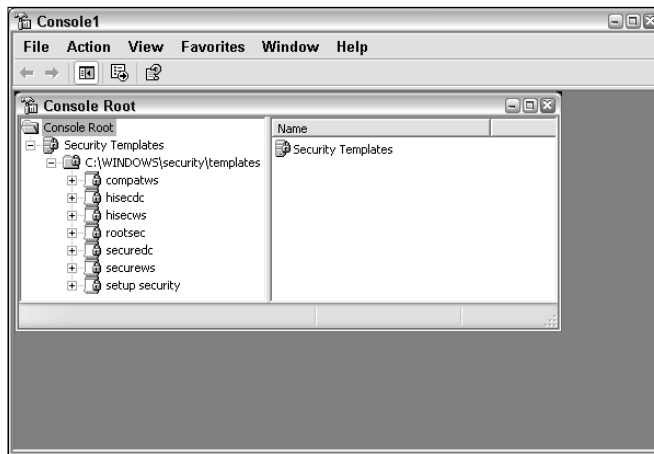 Console1
File Action View Favorites Window Help
Console Root
Console Root
Name
Security Templates
Security Templates
C:\WINDOWS\security\templates
compatws
hisecdc
hisecws
rootsec
securedc
securews
setup security